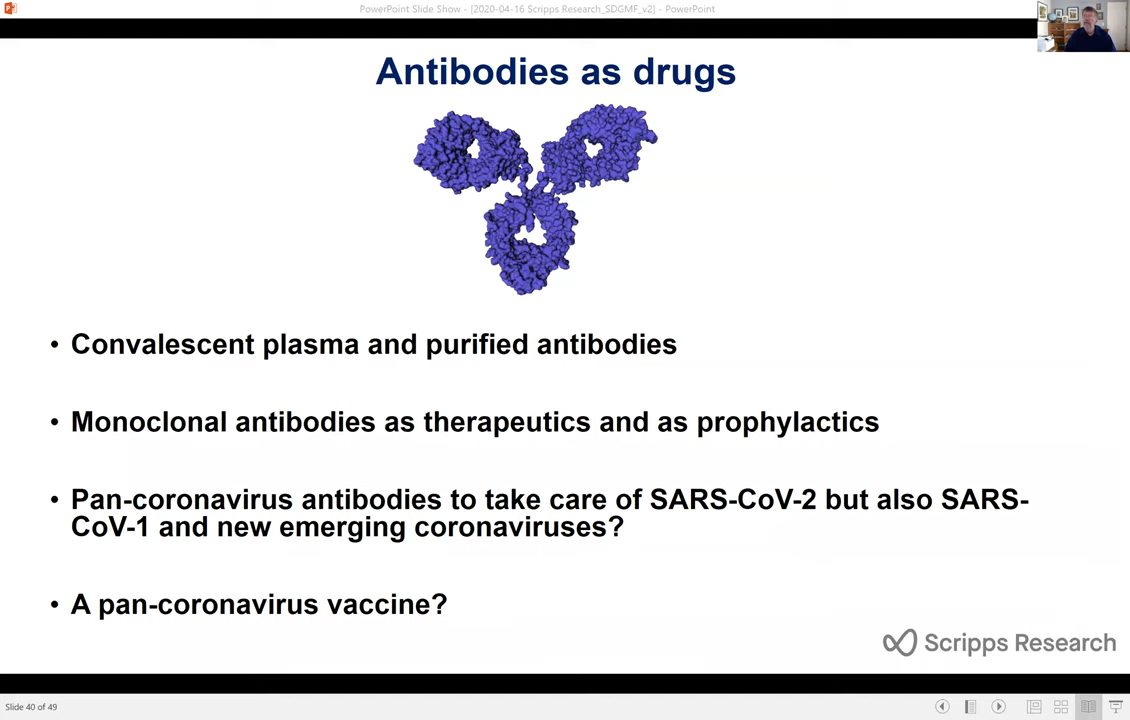 PowerPoint Slide Show - [2020-04-16 Scripps Research_SDGMF_v2] - PowerPoint
Antibodies as drugs
• Convalescent plasma and purified antibodies
• Monoclonal antibodies as therapeutics and as prophylactics
• Pan-coronavirus antibodies to take care of SARS-CoV-2 but also SARS-
CoV-1 and new emerging coronaviruses?
• A pan-coronavirus vaccine?
Scripps Research
Slide 40 of 49